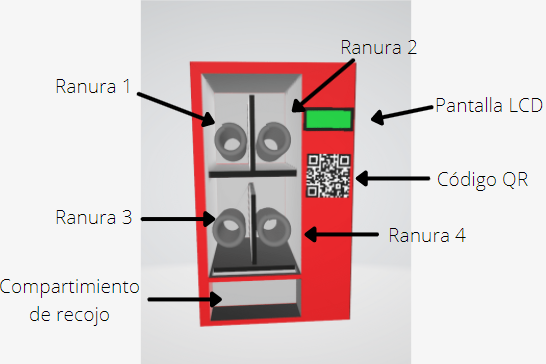 Ranura 1
Ranura 2
Pantalla LCD
Código QR
Ranura 3
Ranura 4
Compartimiento
de recojo